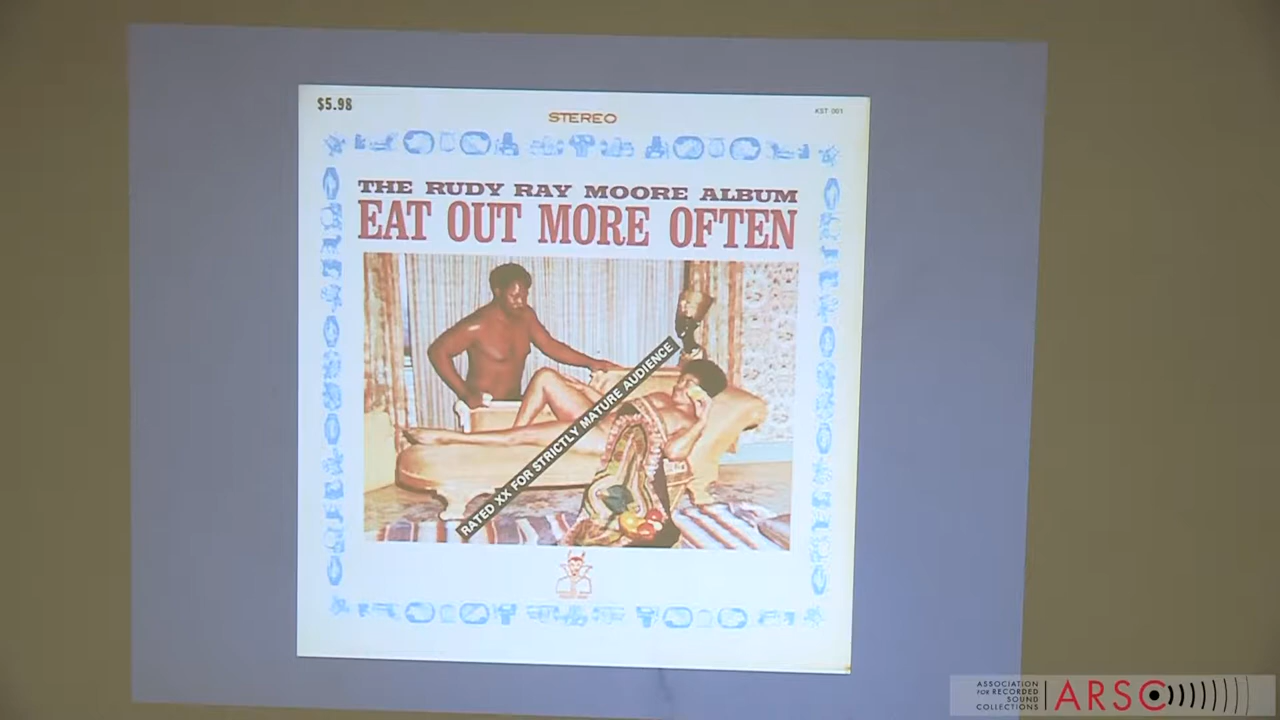 $5.98
STEREO
KST 001
THE RUDY RAY MOORE ALBUM
EAT OUT MORE OFTEN
RATED XX FOR STRICTLY MATURE AUDIENCE
ASSOCIATION
FOR RECORDED
SOUND
COLLECTIONS
ARSC